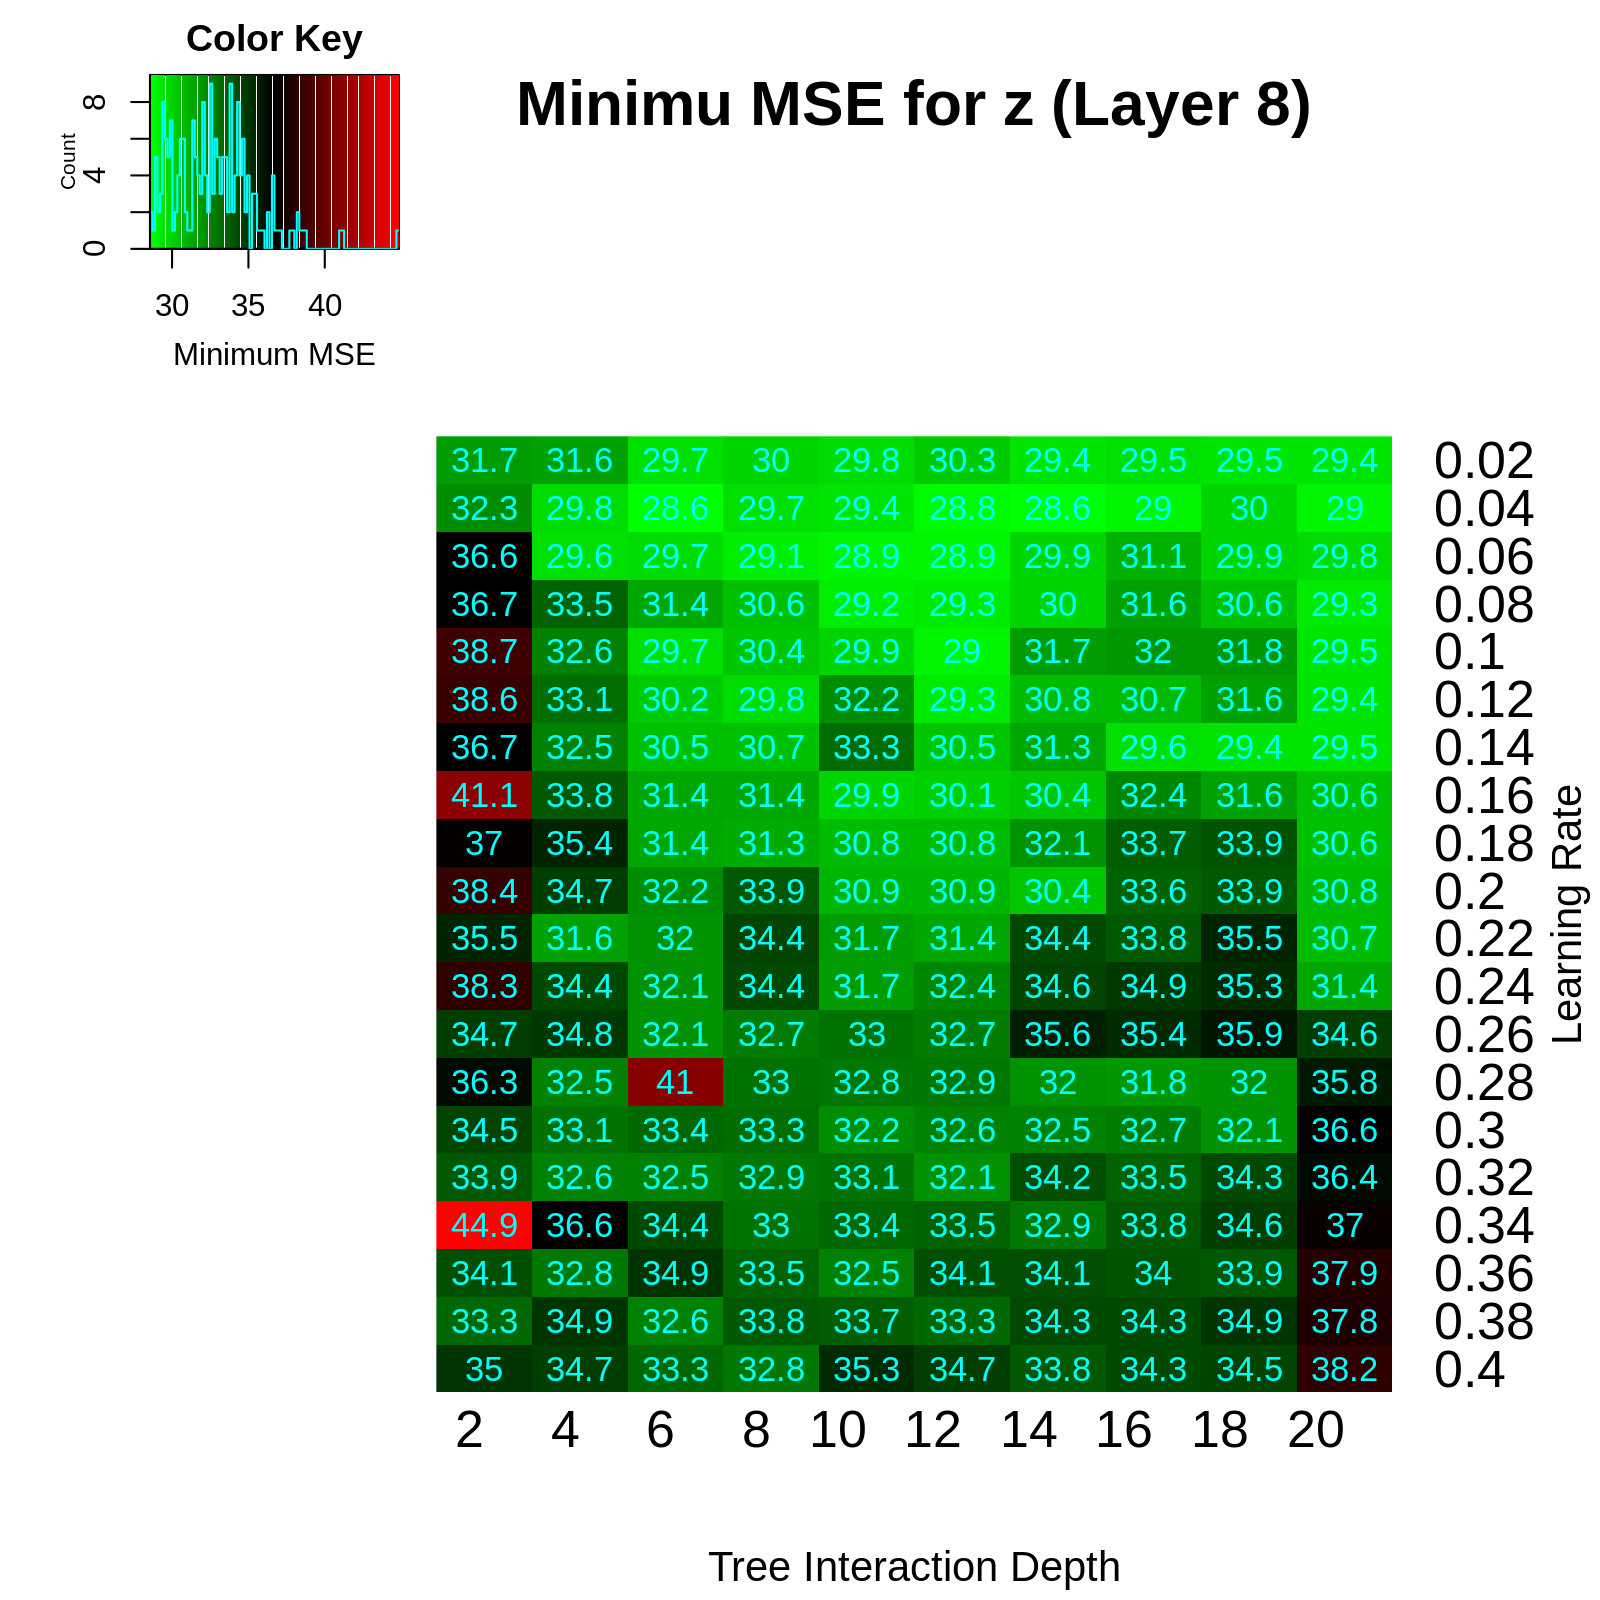 Color Key
Minimu MSE for z (Layer 8)
Count
0 4 8
30 35 40
Minimum MSE
31.7 31.6 29.7 30 29.8 30.3 29.4 29.5 29.5 29.4 0.02
32.3 29.8 28.6 29.7 29.4 28.8 28.6 29 30 29 0.04
36.6 29.6 29.7 29.1 28.9 28.9 29.9 31.1 29.9 29.8 0.06
36.7 33.5 31.4 30.6 29.2 29.3 30 31.6 30.6 29.3 0.08
38.7 32.6 29.7 30.4 29.9 29 31.7 32 31.8 29.5 0.1
38.6 33.1 30.2 29.8 32.2 29.3 30.8 30.7 31.6 29.4 0.12
36.7 32.5 30.5 30.7 33.3 30.5 31.3 29.6 29.4 29.5 0.14
41.1 33.8 31.4 31.4 29.9 30.1 30.4 32.4 31.6 30.6 0.16
37 35.4 31.4 31.3 30.8 30.8 32.1 33.7 33.9 30.6 0.18
38.4 34.7 32.2 33.9 30.9 30.9 30.4 33.6 33.9 30.8 0.2
35.5 31.6 32 34.4 31.7 31.4 34.4 33.8 35.5 30.7 0.22
38.3 34.4 32.1 34.4 31.7 32.4 34.6 34.9 35.3 31.4 0.24
34.7 34.8 32.1 32.7 33 32.7 35.6 35.4 35.9 34.6 0.26
36.3 32.5 41 33 32.8 32.9 32 31.8 32 35.8 0.28
34.5 33.1 33.4 33.3 32.2 32.6 32.5 32.7 32.1 36.6 0.3
33.9 32.6 32.5 32.9 33.1 32.1 34.2 33.5 34.3 36.4 0.32
44.9 36.6 34.4 33 33.4 33.5 32.9 33.8 34.6 37 0.34
34.1 32.8 34.9 33.5 32.5 34.1 34.1 34 33.9 37.9 0.36
33.3 34.9 32.6 33.8 33.7 33.3 34.3 34.3 34.9 37.8 0.38
35 34.7 33.3 32.8 35.3 34.7 33.8 34.3 34.5 38.2 0.4
Learning Rate
2 4 6 8 10 12 14 16 18 20
Tree Interaction Depth